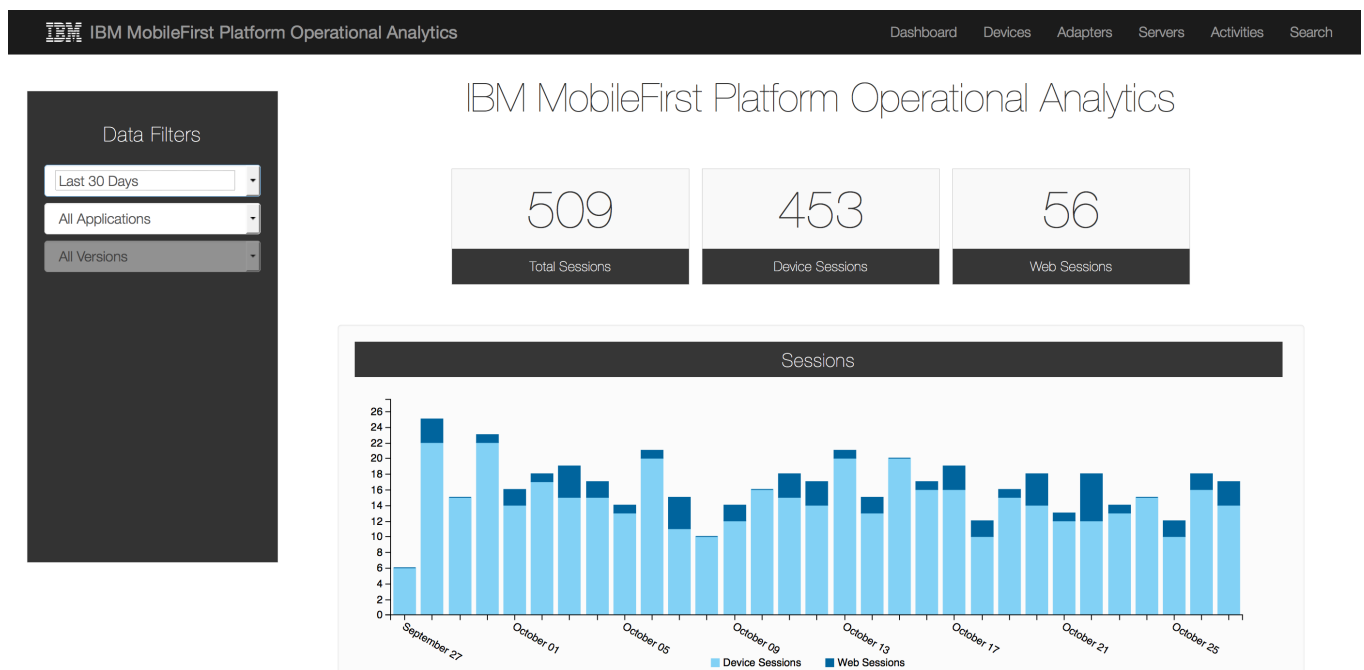 IBM IBM MobileFirst Platform Operational Analytics Dashboard Devices Adapters Servers Activities Search
IBM MobileFirst Platform Operational Analytics
Data Filters
Last 30 Days
All Applications
All Versions
509 453 56
Total Sessions Device Sessions Web Sessions
Sessions
26
24
22
20
18
16
14
12
10
8
6
4
2
0
September 27 October 01 October 05 October 09 October 13 October 17 October 21 October 25
Device Sessions Web Sessions